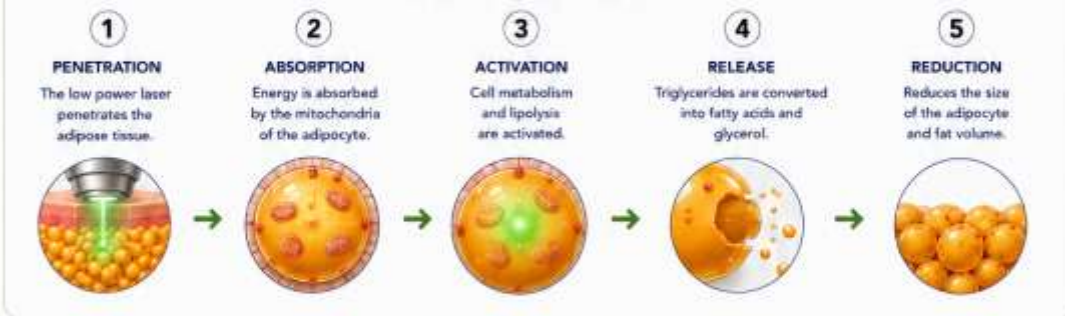 1
PENETRATION
The low power laser
penetrates the
adipose tissue.
2
ABSORPTION
Energy is absorbed
by the mitochondria
of the adipocyte.
3
ACTIVATION
Cell metabolism
and lipolysis
are activated.
4
RELEASE
Triglycerides are converted
into fatty acids and
glycerol.
5
REDUCTION
Reduces the size
of the adipocyte
and fat volume.